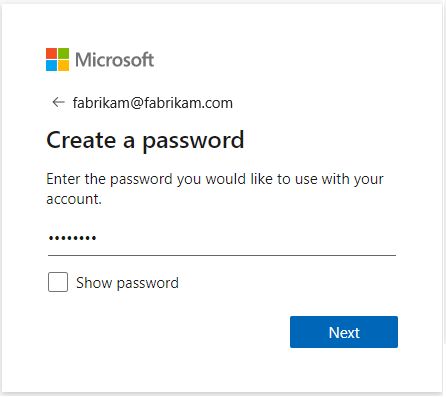 Microsoft
fabrikam@fabrikam.com
Create a password
Enter the password you would like to use with your
account.
••••••••
Show password
Next